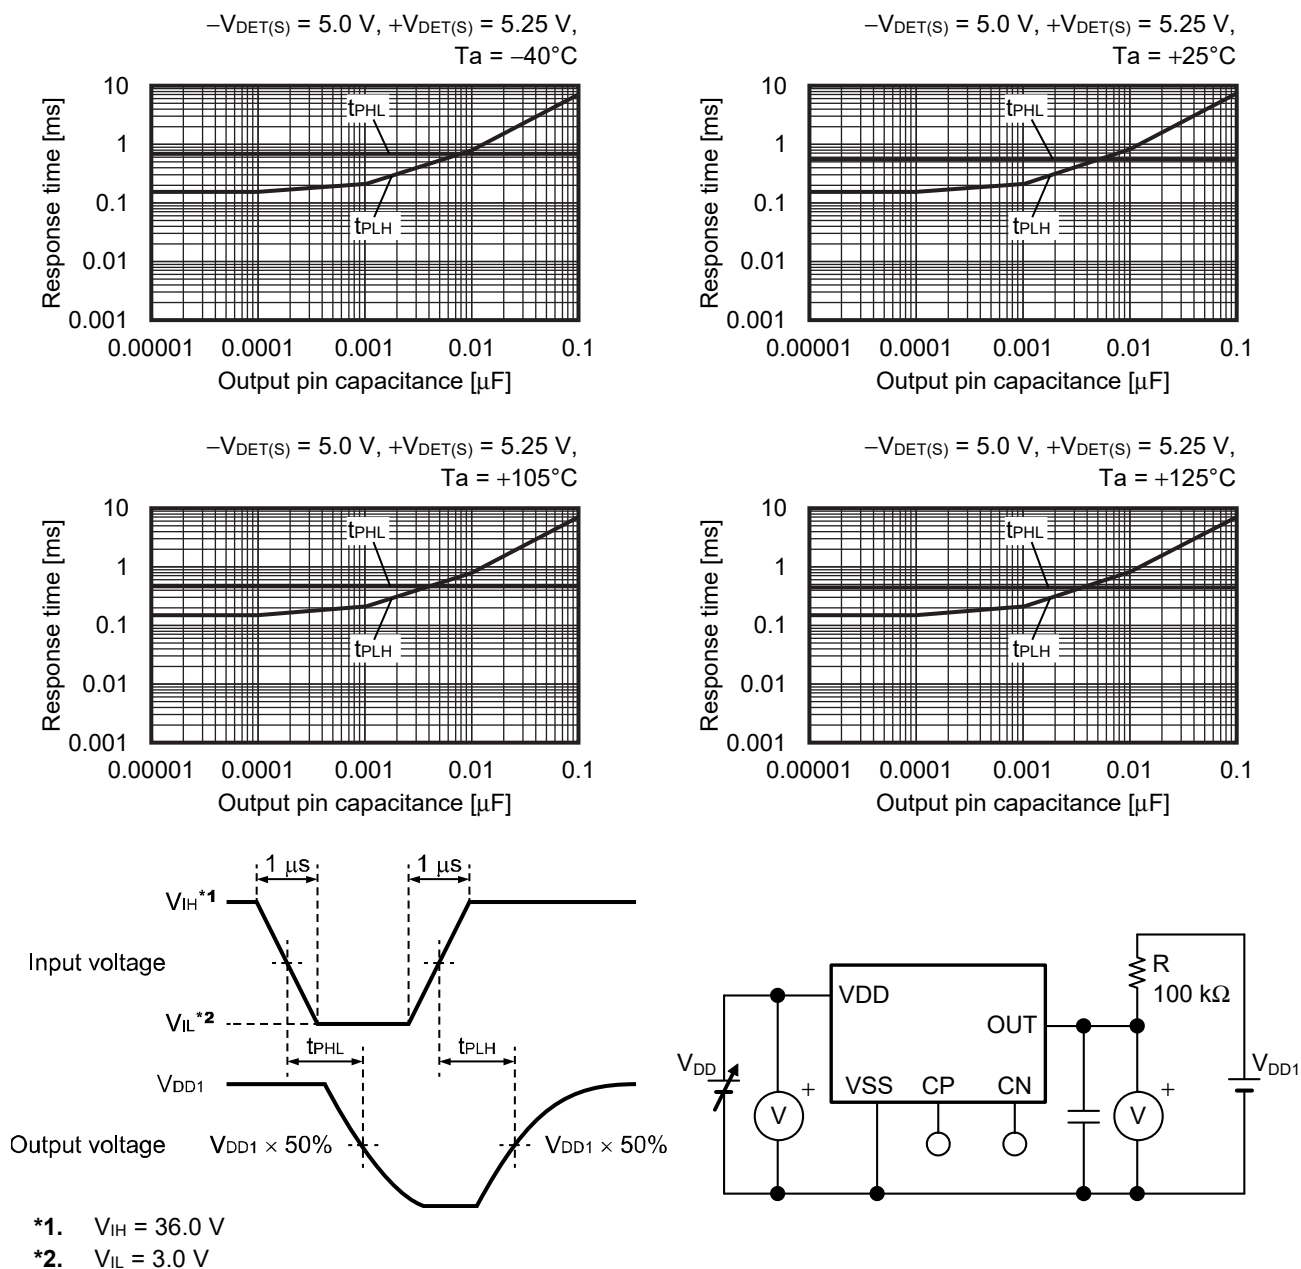 −VDET(S) = 5.0 V, +VDET(S) = 5.25 V,
Ta = −40°C
Response time [ms]
10
1
0.1
0.01
0.001
tPHL
tPLH
0.00001 0.0001 0.001 0.01 0.1
Output pin capacitance [μF]
−VDET(S) = 5.0 V, +VDET(S) = 5.25 V,
Ta = +25°C
Response time [ms]
10
1
0.1
0.01
0.001
tPHL
tPLH
0.00001 0.0001 0.001 0.01 0.1
Output pin capacitance [μF]
−VDET(S) = 5.0 V, +VDET(S) = 5.25 V,
Ta = +105°C
Response time [ms]
10
1
0.1
0.01
0.001
tPHL
tPLH
0.00001 0.0001 0.001 0.01 0.1
Output pin capacitance [μF]
−VDET(S) = 5.0 V, +VDET(S) = 5.25 V,
Ta = +125°C
Response time [ms]
10
1
0.1
0.01
0.001
tPHL
tPLH
0.00001 0.0001 0.001 0.01 0.1
Output pin capacitance [μF]
1 μs 1 μs
VIH*1
Input voltage
VIL*2
tPHL tPLH
VDD1
Output voltage VDD1 × 50% VDD1 × 50%
*1. VIH = 36.0 V
*2. VIL = 3.0 V
R
100 kΩ
VDD
OUT
VDD
VSS CP CN
VDD1
+
V
+
V